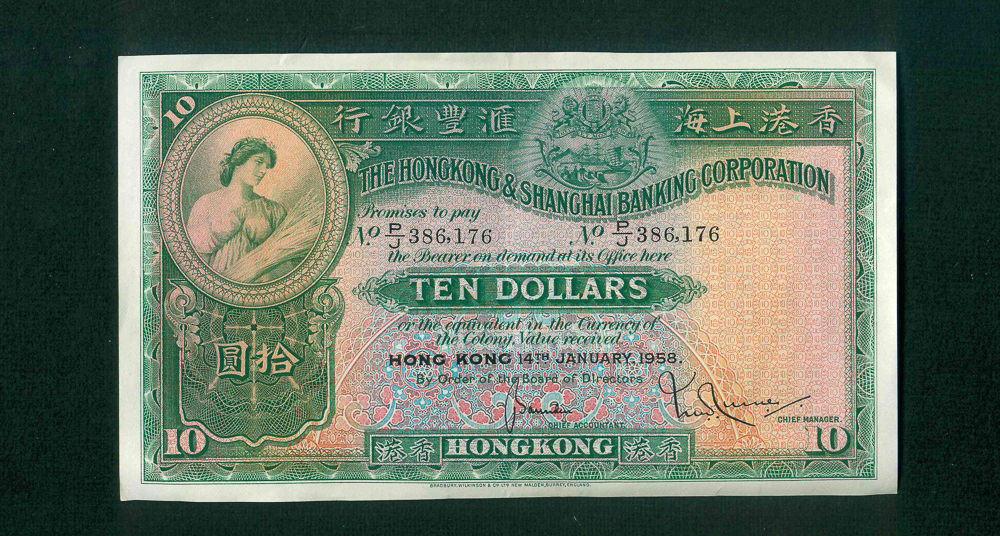 10
行銀豐滙 海上港香
THE HONGKONG & SHANGHAI BANKING CORPORATION
Promises to pay
No. P/J 386,176 No. P/J 386,176
the Bearer on demand at its Office here
TEN DOLLARS
or the equivalent in the Currency of
the Colony, Value received.
HONG KONG 14TH JANUARY, 1958.
By Order of the Board of Directors
圓拾
CHIEF ACCOUNTANT.
CHIEF MANAGER.
10 港香 HONGKONG 港香 10
BRADBURY, WILKINSON & Co LTD NEW MALDEN, SURREY, ENGLAND.